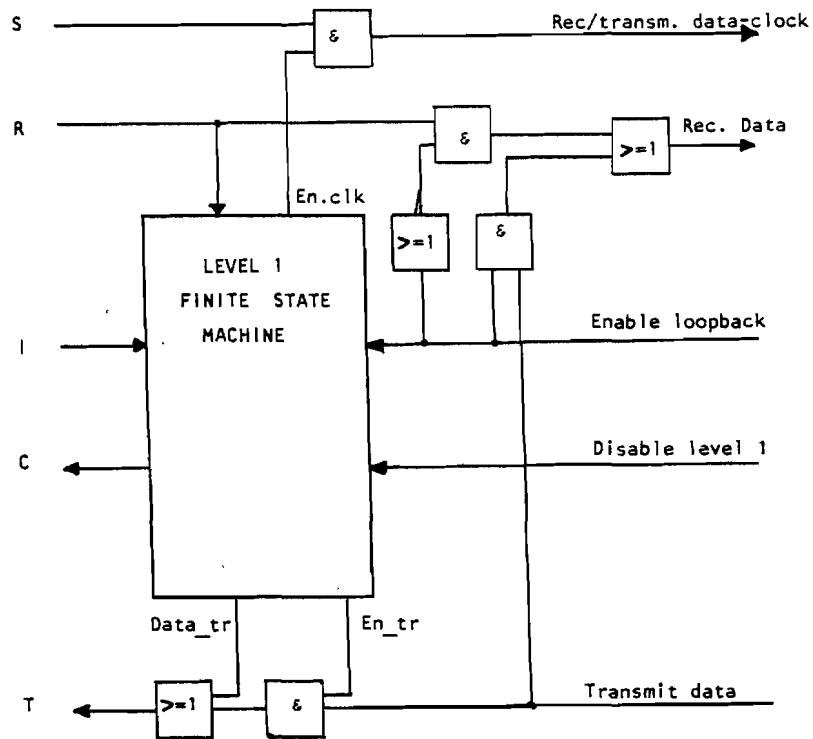 S
&
Rec/transm. data-clock
R
&
>=1
Rec. Data
En.clk
>=1
&
LEVEL 1
FINITE STATE
MACHINE
I
Enable loopback
C
Disable level 1
Data_tr
En_tr
T
>=1
&
Transmit data